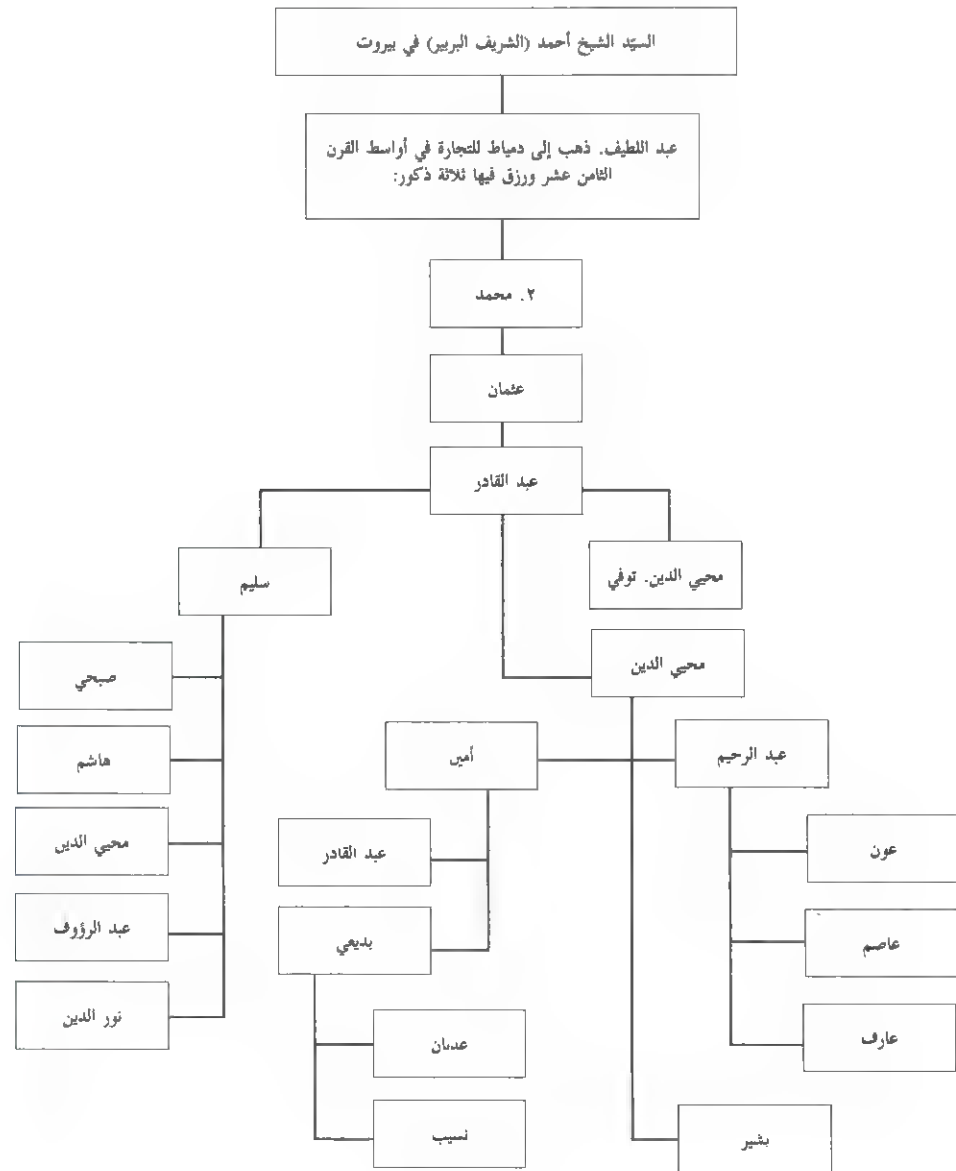 السيّد الشيخ أحمد (الشريف البربير) في بيروت
عبد اللطيف. ذهب إلى دمياط للتجارة في أواسط القرن
الثامن عشر ورزق فيها ثلاثة ذكور:
٢. محمد
عثمان
عبد القادر
محيي الدين. توفي
سليم
محيي الدين
صبحي
هاشم
محيي الدين
عبد الرؤوف
نور الدين
عبد الرحيم
أمين
عون
عاصم
عارف
عبد القادر
بديعي
عدنان
نسيب
بشير